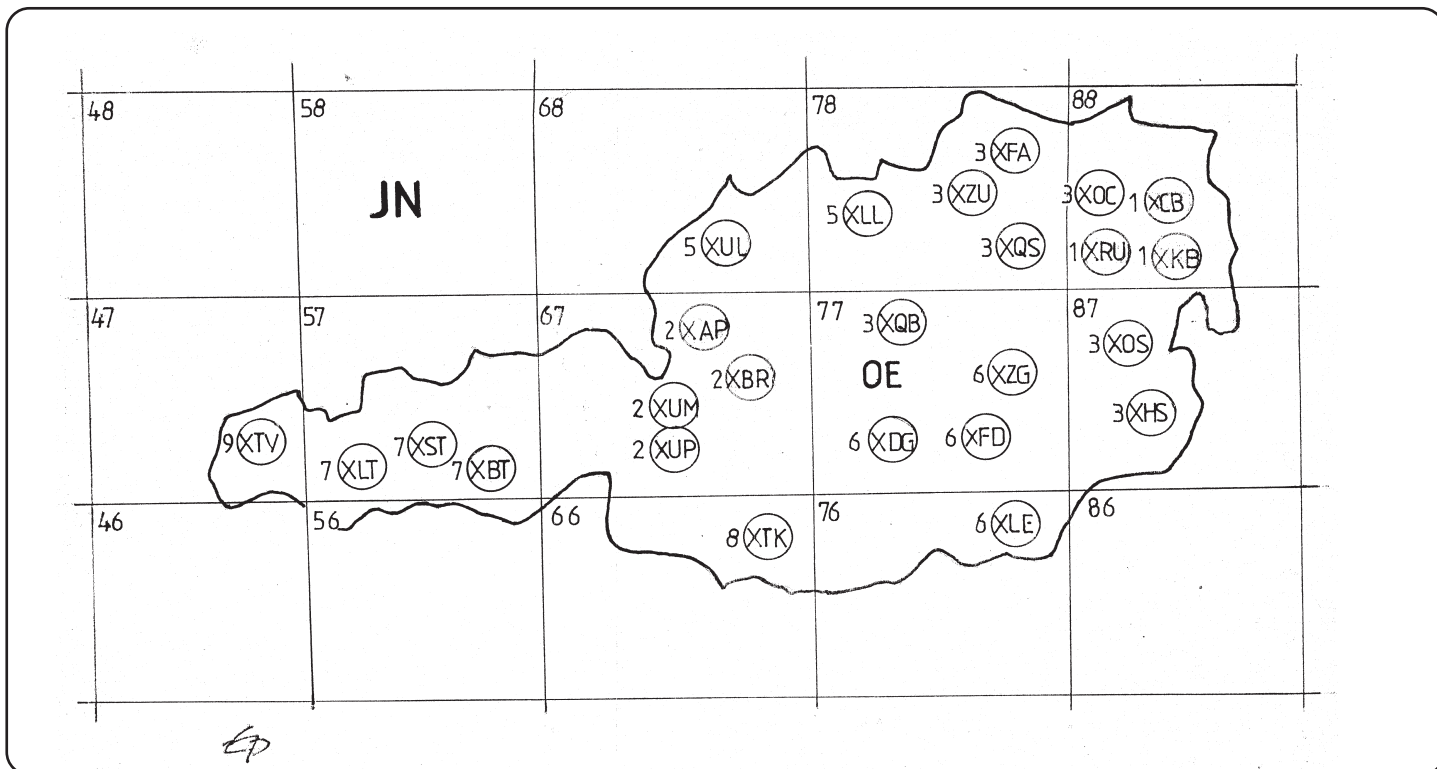 48 58 68 78 88
JN
3 XFA
3 XZU
3 XOC
1 XCB
5 XLL
5 XUL
3 XQS
1 XRU
1 XKB
47 57 67 77 87
2 XAP
3 XQB
3 XOS
2 XBR
OE
6 XZG
2 XUM
3 XHS
9 XTV
7 XST
2 XUP
6 XDG
6 XFD
7 XLT
7 XBT
46 56 66 76 86
8 XTK
6 XLE